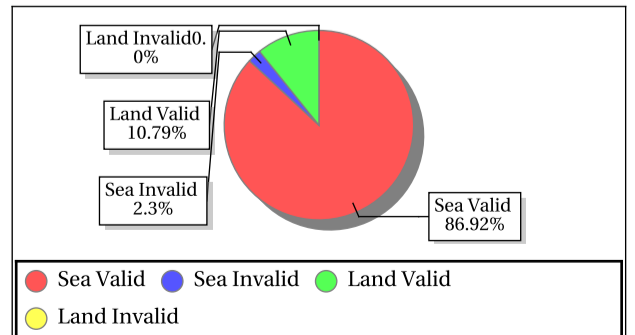 Land Invalid0.
0%
Land Valid
10.79%
Sea Invalid
2.3%
Sea Valid
86.92%
Sea Valid Sea Invalid Land Valid
Land Invalid